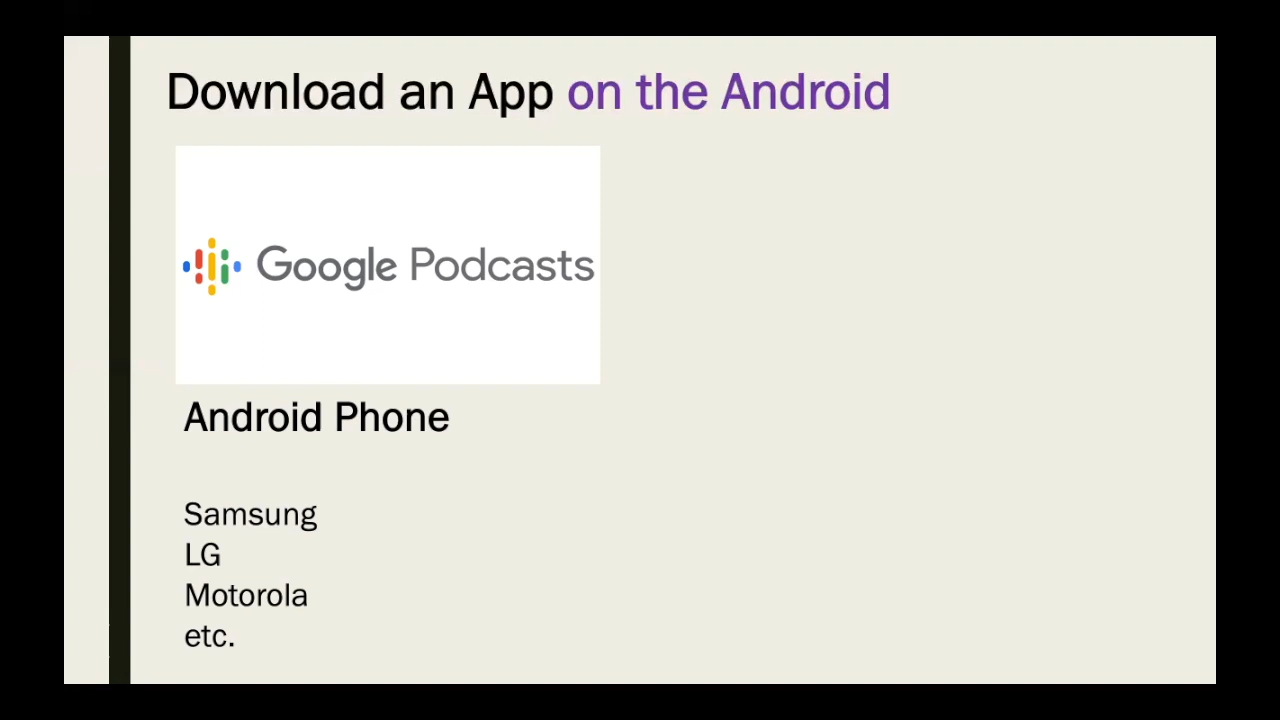 Download an App on the Android
Google Podcasts
Android Phone
Samsung
LG
Motorola
etc.